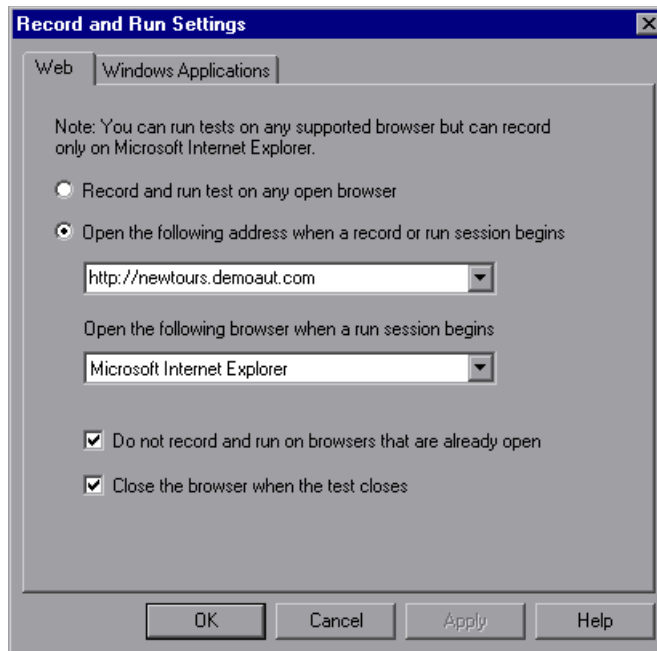 Record and Run Settings
Web
Windows Applications
Note: You can run tests on any supported browser but can record
only on Microsoft Internet Explorer.
Record and run test on any open browser
Open the following address when a record or run session begins
http://newtours.demoaut.com
Open the following browser when a run session begins
Microsoft Internet Explorer
Do not record and run on browsers that are already open
Close the browser when the test closes
OK
Cancel
Apply
Help